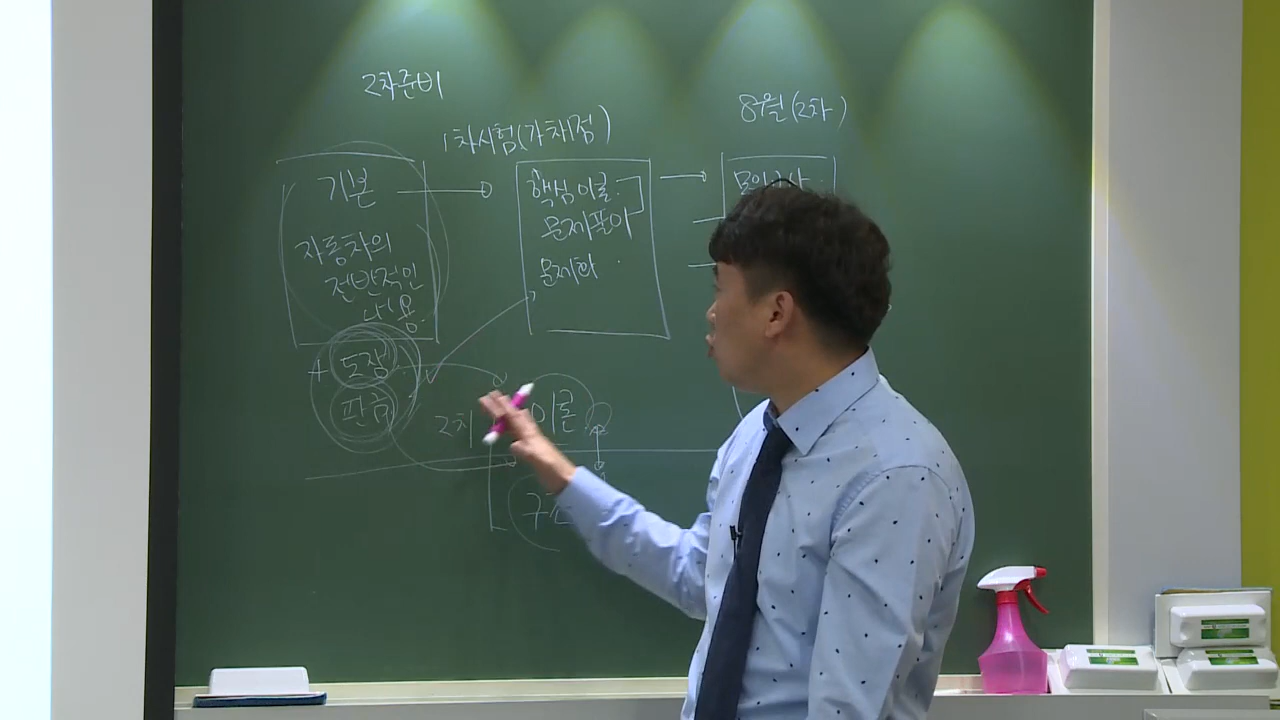 2차준비
1차시험(가채점)
8월(2차)
기본
자동차의
전반적인
내용.
+ 도장
판금
핵심이론.
문제풀이
문제화.
2차
이론